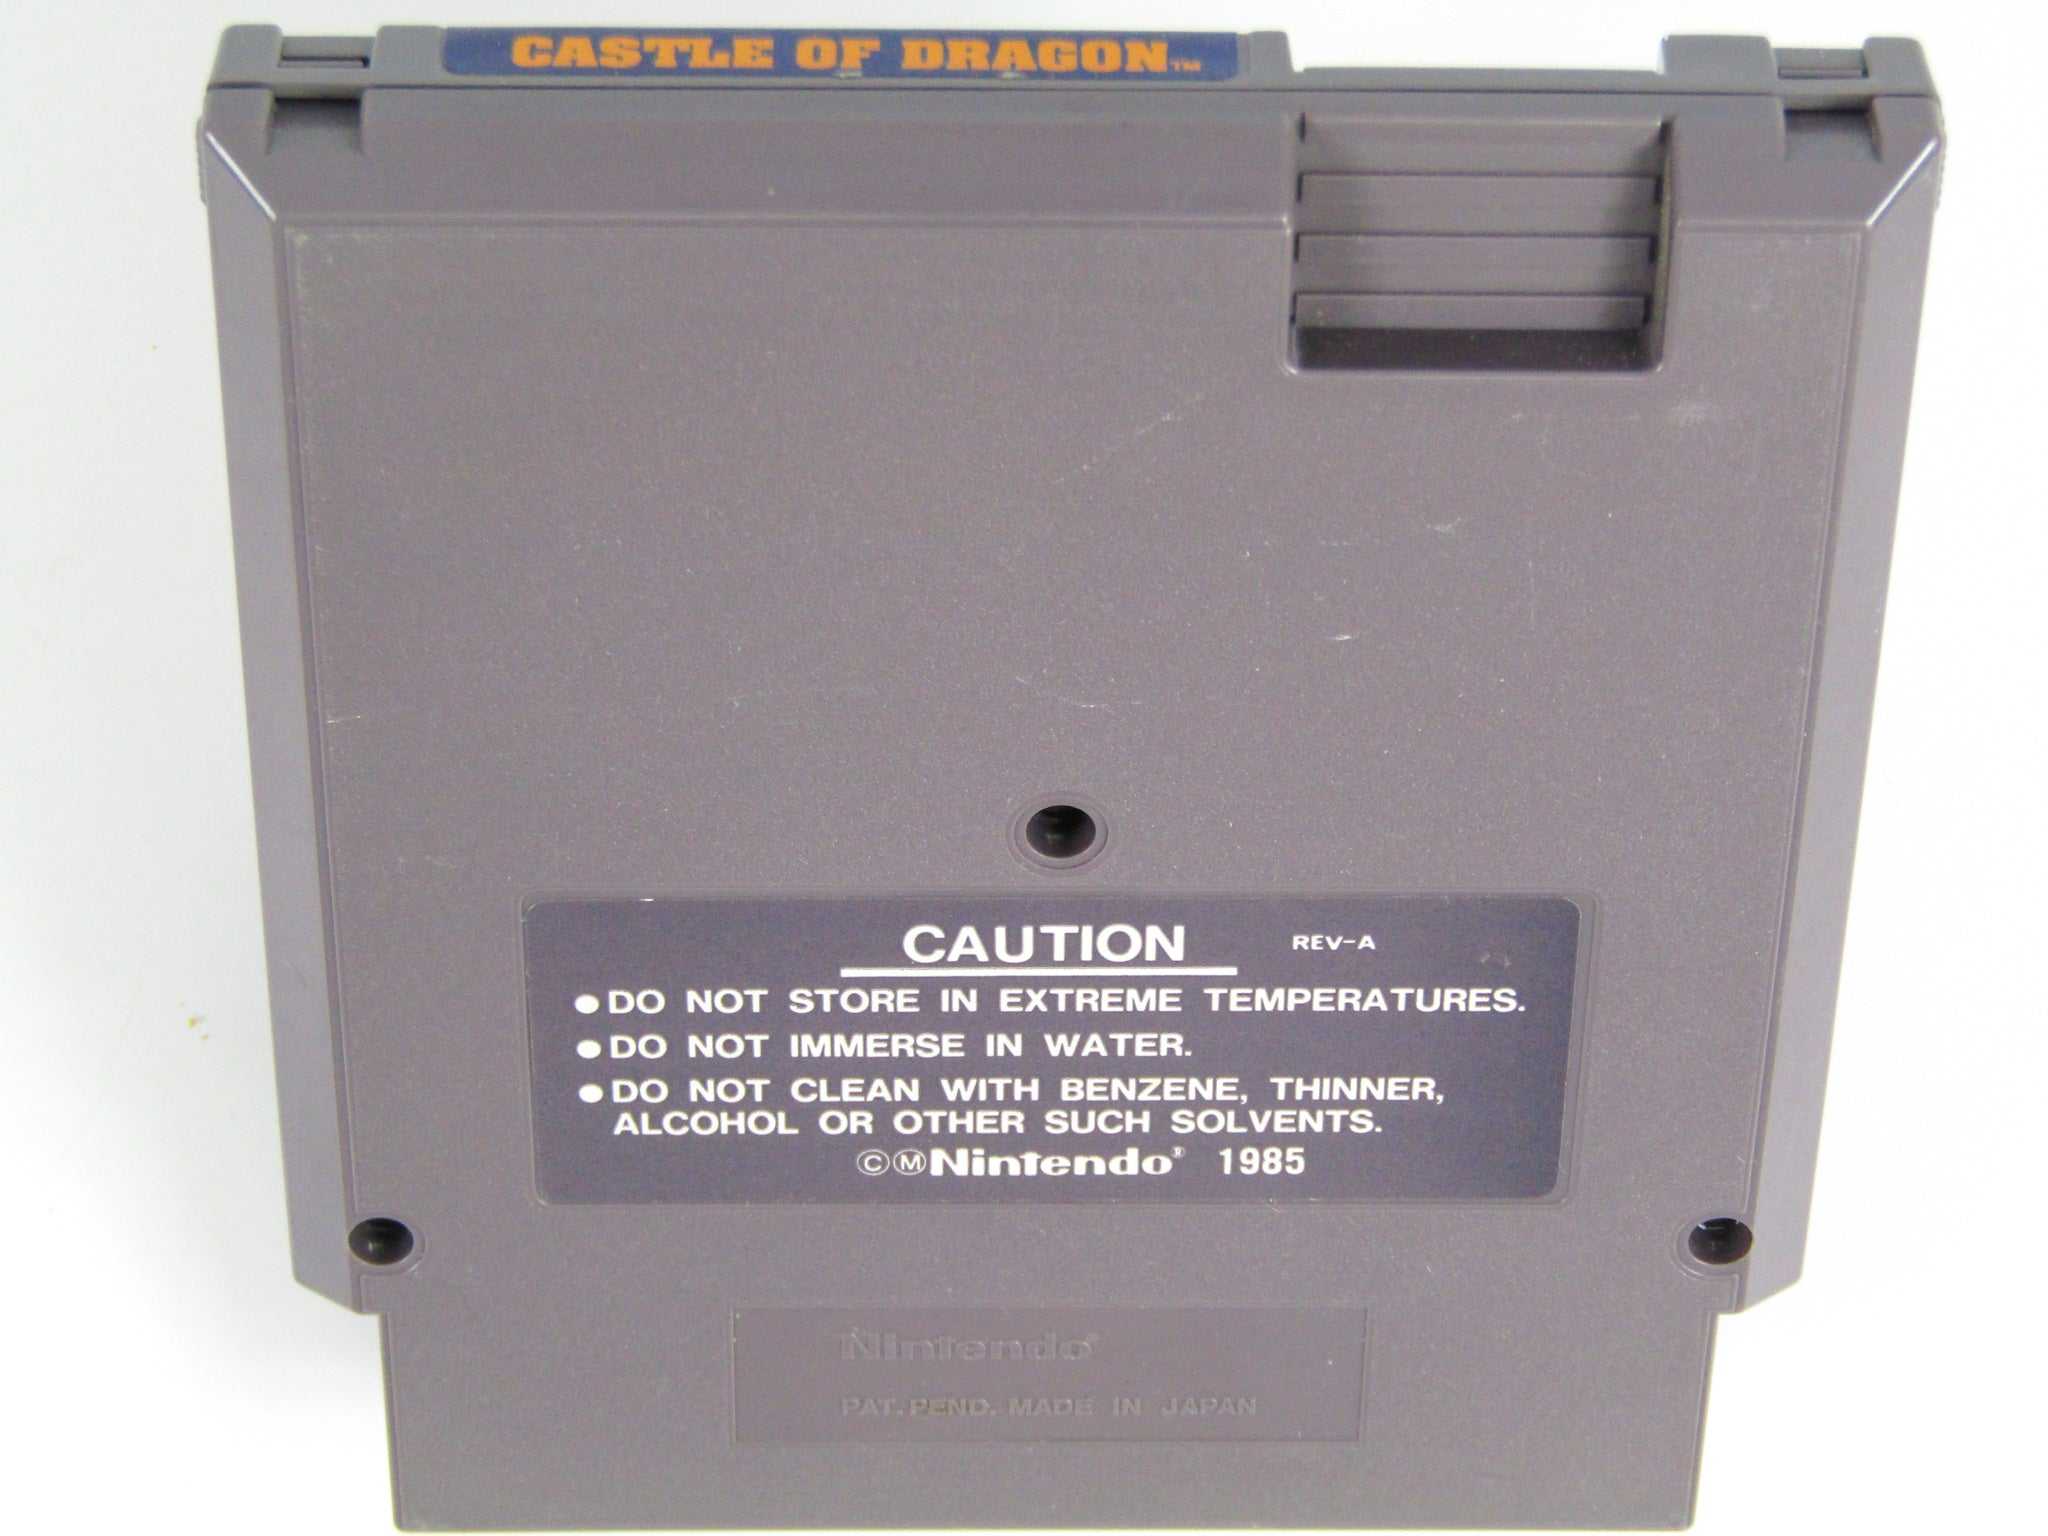 CASTLE OF DRAGON™
CAUTION REV-A
●DO NOT STORE IN EXTREME TEMPERATURES.
●DO NOT IMMERSE IN WATER.
●DO NOT CLEAN WITH BENZENE, THINNER,
ALCOHOL OR OTHER SUCH SOLVENTS.
ⒸⓂNintendo® 1985
Nintendo®
PAT. PEND. MADE IN JAPAN